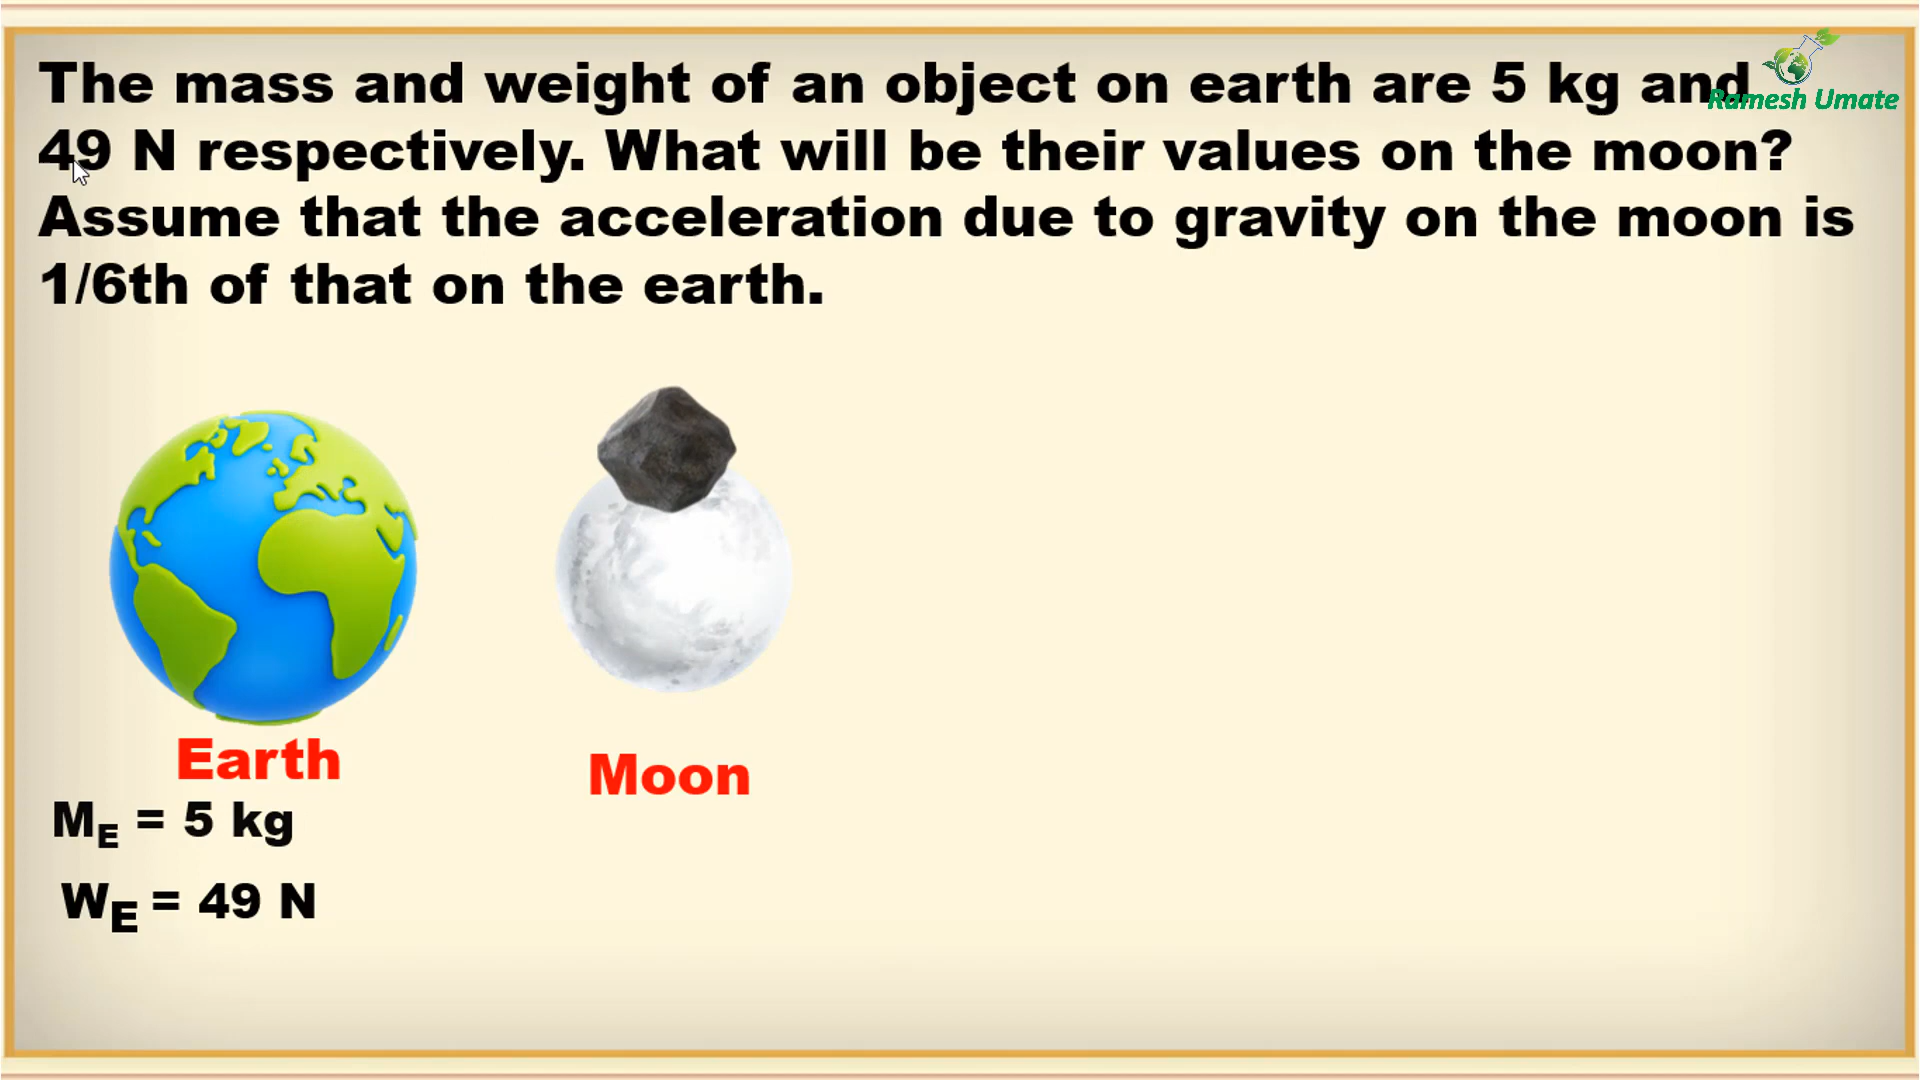 The mass and weight of an object on earth are 5 kg and
Ramesh Umate
49 N respectively. What will be their values on the moon?
Assume that the acceleration due to gravity on the moon is
1/6th of that on the earth.
Earth
Moon
ME = 5 kg
WE = 49 N